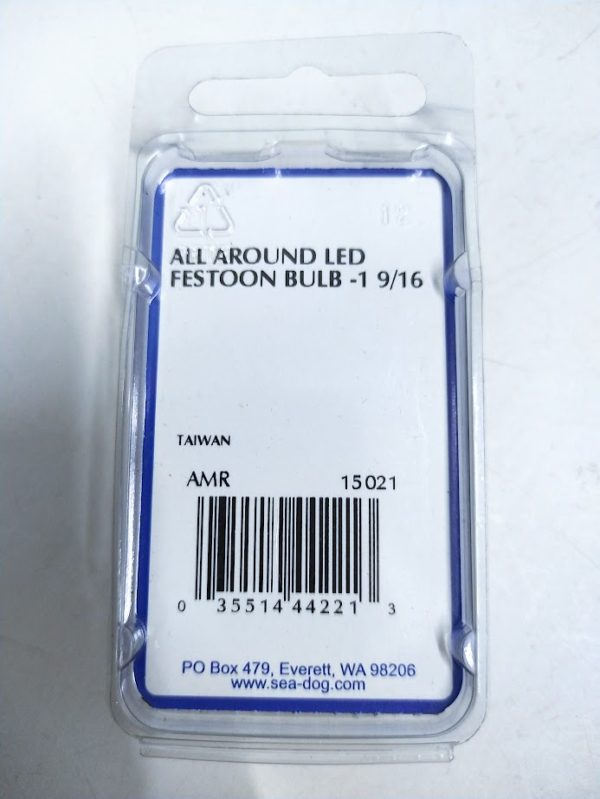 ALL AROUND LED
FESTOON BULB -1 9/16
TAIWAN
AMR 15021
0 35514 44221 3
PO Box 479, Everett, WA 98206
www.sea-dog.com